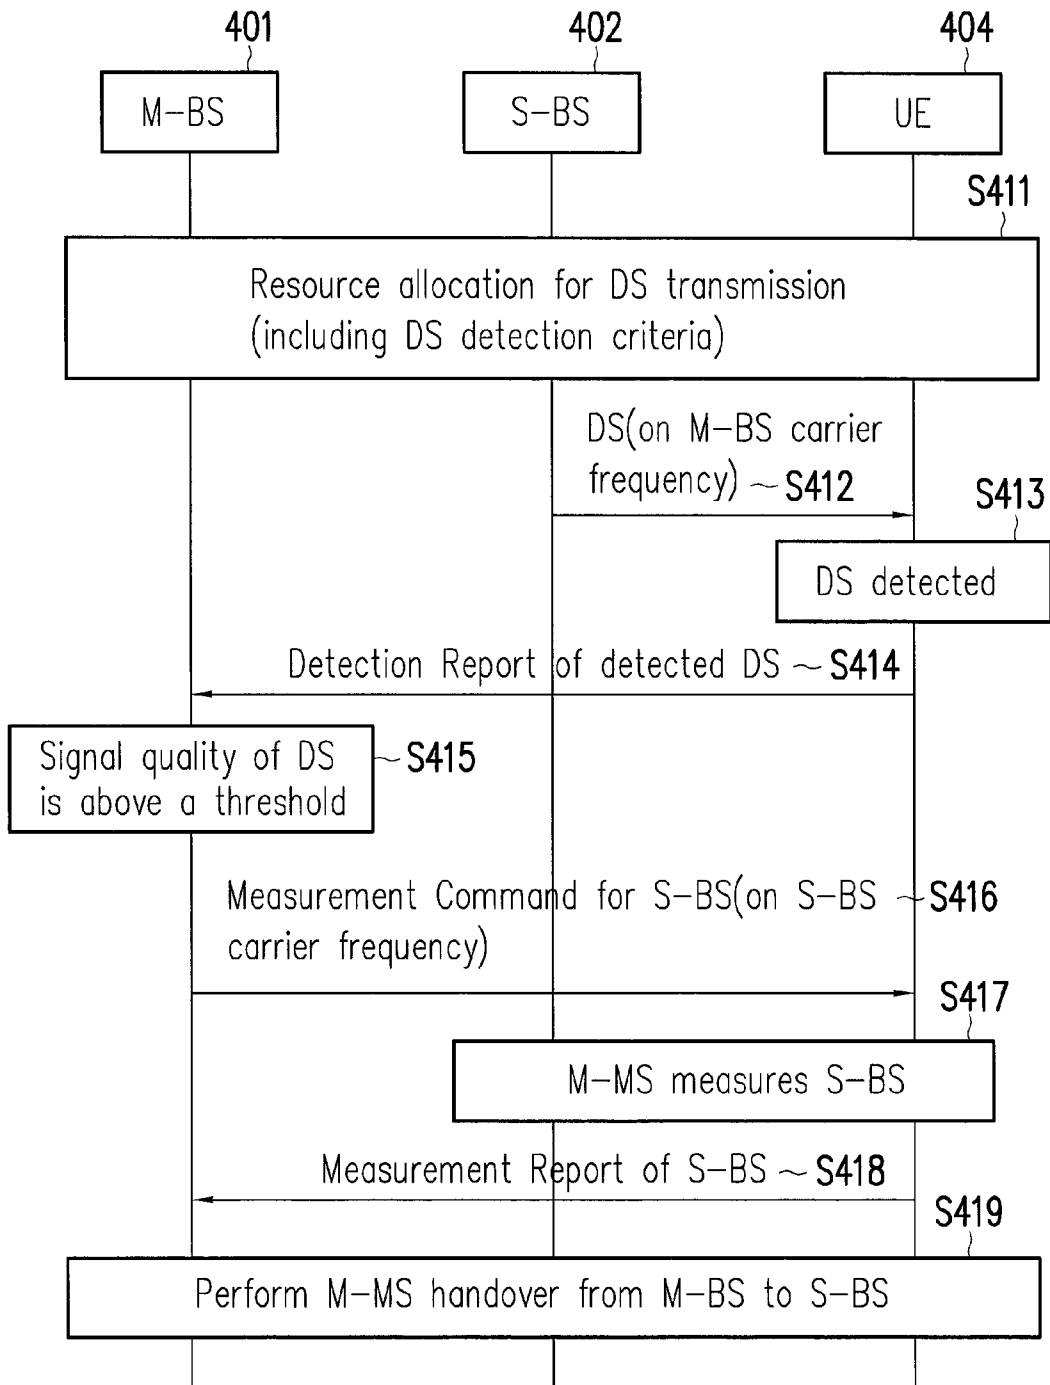 401
402
404
M-BS
S-BS
UE
S411
Resource allocation for DS transmission
(including DS detection criteria)
DS(on M-BS carrier
frequency) ~ S412
S413
DS detected
Detection Report of detected DS ~ S414
Signal quality of DS
is above a threshold
~ S415
Measurement Command for S-BS(on S-BS ~ S416
carrier frequency)
S417
M-MS measures S-BS
Measurement Report of S-BS ~ S418
S419
Perform M-MS handover from M-BS to S-BS